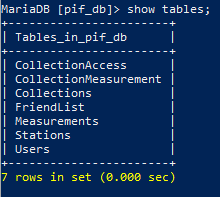 MariaDB [pif_db]> show tables;
+-----------------------+
| Tables_in_pif_db      |
+-----------------------+
| CollectionAccess      |
| CollectionMeasurement |
| Collections           |
| FriendList            |
| Measurements          |
| Stations              |
| Users                 |
+-----------------------+
7 rows in set (0.000 sec)